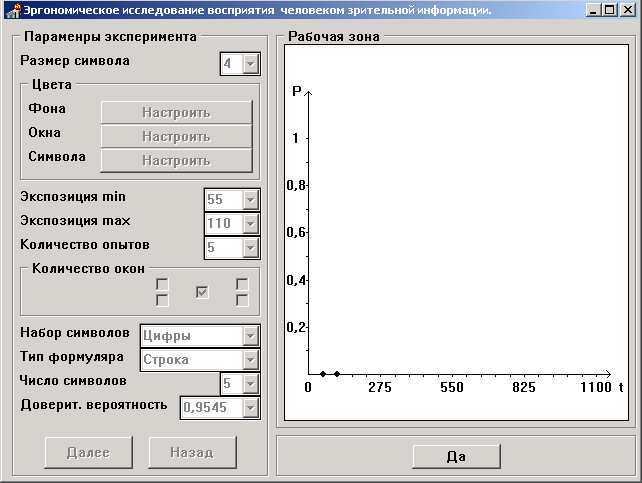 Эргономическое исследование восприятия человеком зрительной информации.
Параменры эксперимента
Размер символа 4
Цвета
Фона Настроить
Окна Настроить
Символа Настроить
Экспозиция min 55
Экспозиция max 110
Количество опытов 5
Количество окон
Набор символов Цифры
Тип формуляра Строка
Число символов 5
Доверит. вероятность 0,9545
Далее Назад
Рабочая зона
P
1
0,8
0,6
0,4
0,2
0 275 550 825 1100 t
Да